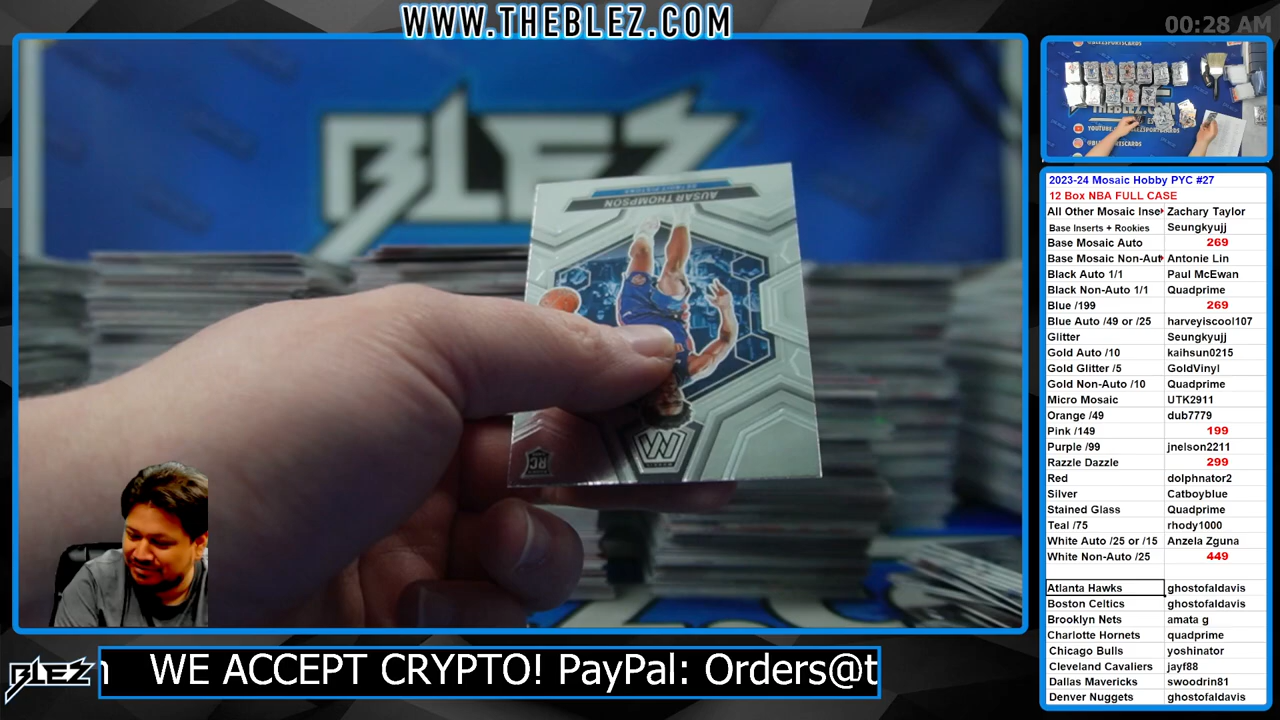 WWW.THEBLEZ.COM
00:28 AM
BLEZ
DETROIT PISTONS
AUSAR THOMPSON
RC
2023-24 Mosaic Hobby PYC #27
12 Box NBA FULL CASE
All Other Mosaic Inse Zachary Taylor
Base Inserts + Rookies Seungkyujj
Base Mosaic Auto 269
Base Mosaic Non-Aut Antonie Lin
Black Auto 1/1 Paul McEwan
Black Non-Auto 1/1 Quadprime
Blue /199 269
Blue Auto /49 or /25 harveyiscool107
Glitter Seungkyujj
Gold Auto /10 kaihsun0215
Gold Glitter /5 GoldVinyl
Gold Non-Auto /10 Quadprime
Micro Mosaic UTK2911
Orange /49 dub7779
Pink /149 199
Purple /99 jnelson2211
Razzle Dazzle 299
Red dolphnator2
Silver Catboyblue
Stained Glass Quadprime
Teal /75 rhody1000
White Auto /25 or /15 Anzela Zguna
White Non-Auto /25 449
Atlanta Hawks ghostofaldavis
Boston Celtics ghostofaldavis
Brooklyn Nets amata g
Charlotte Hornets quadprime
Chicago Bulls yoshinator
Cleveland Cavaliers jayf88
Dallas Mavericks swoodrin81
Denver Nuggets ghostofaldavis
BLEZ
WE ACCEPT CRYPTO! PayPal: Orders@t